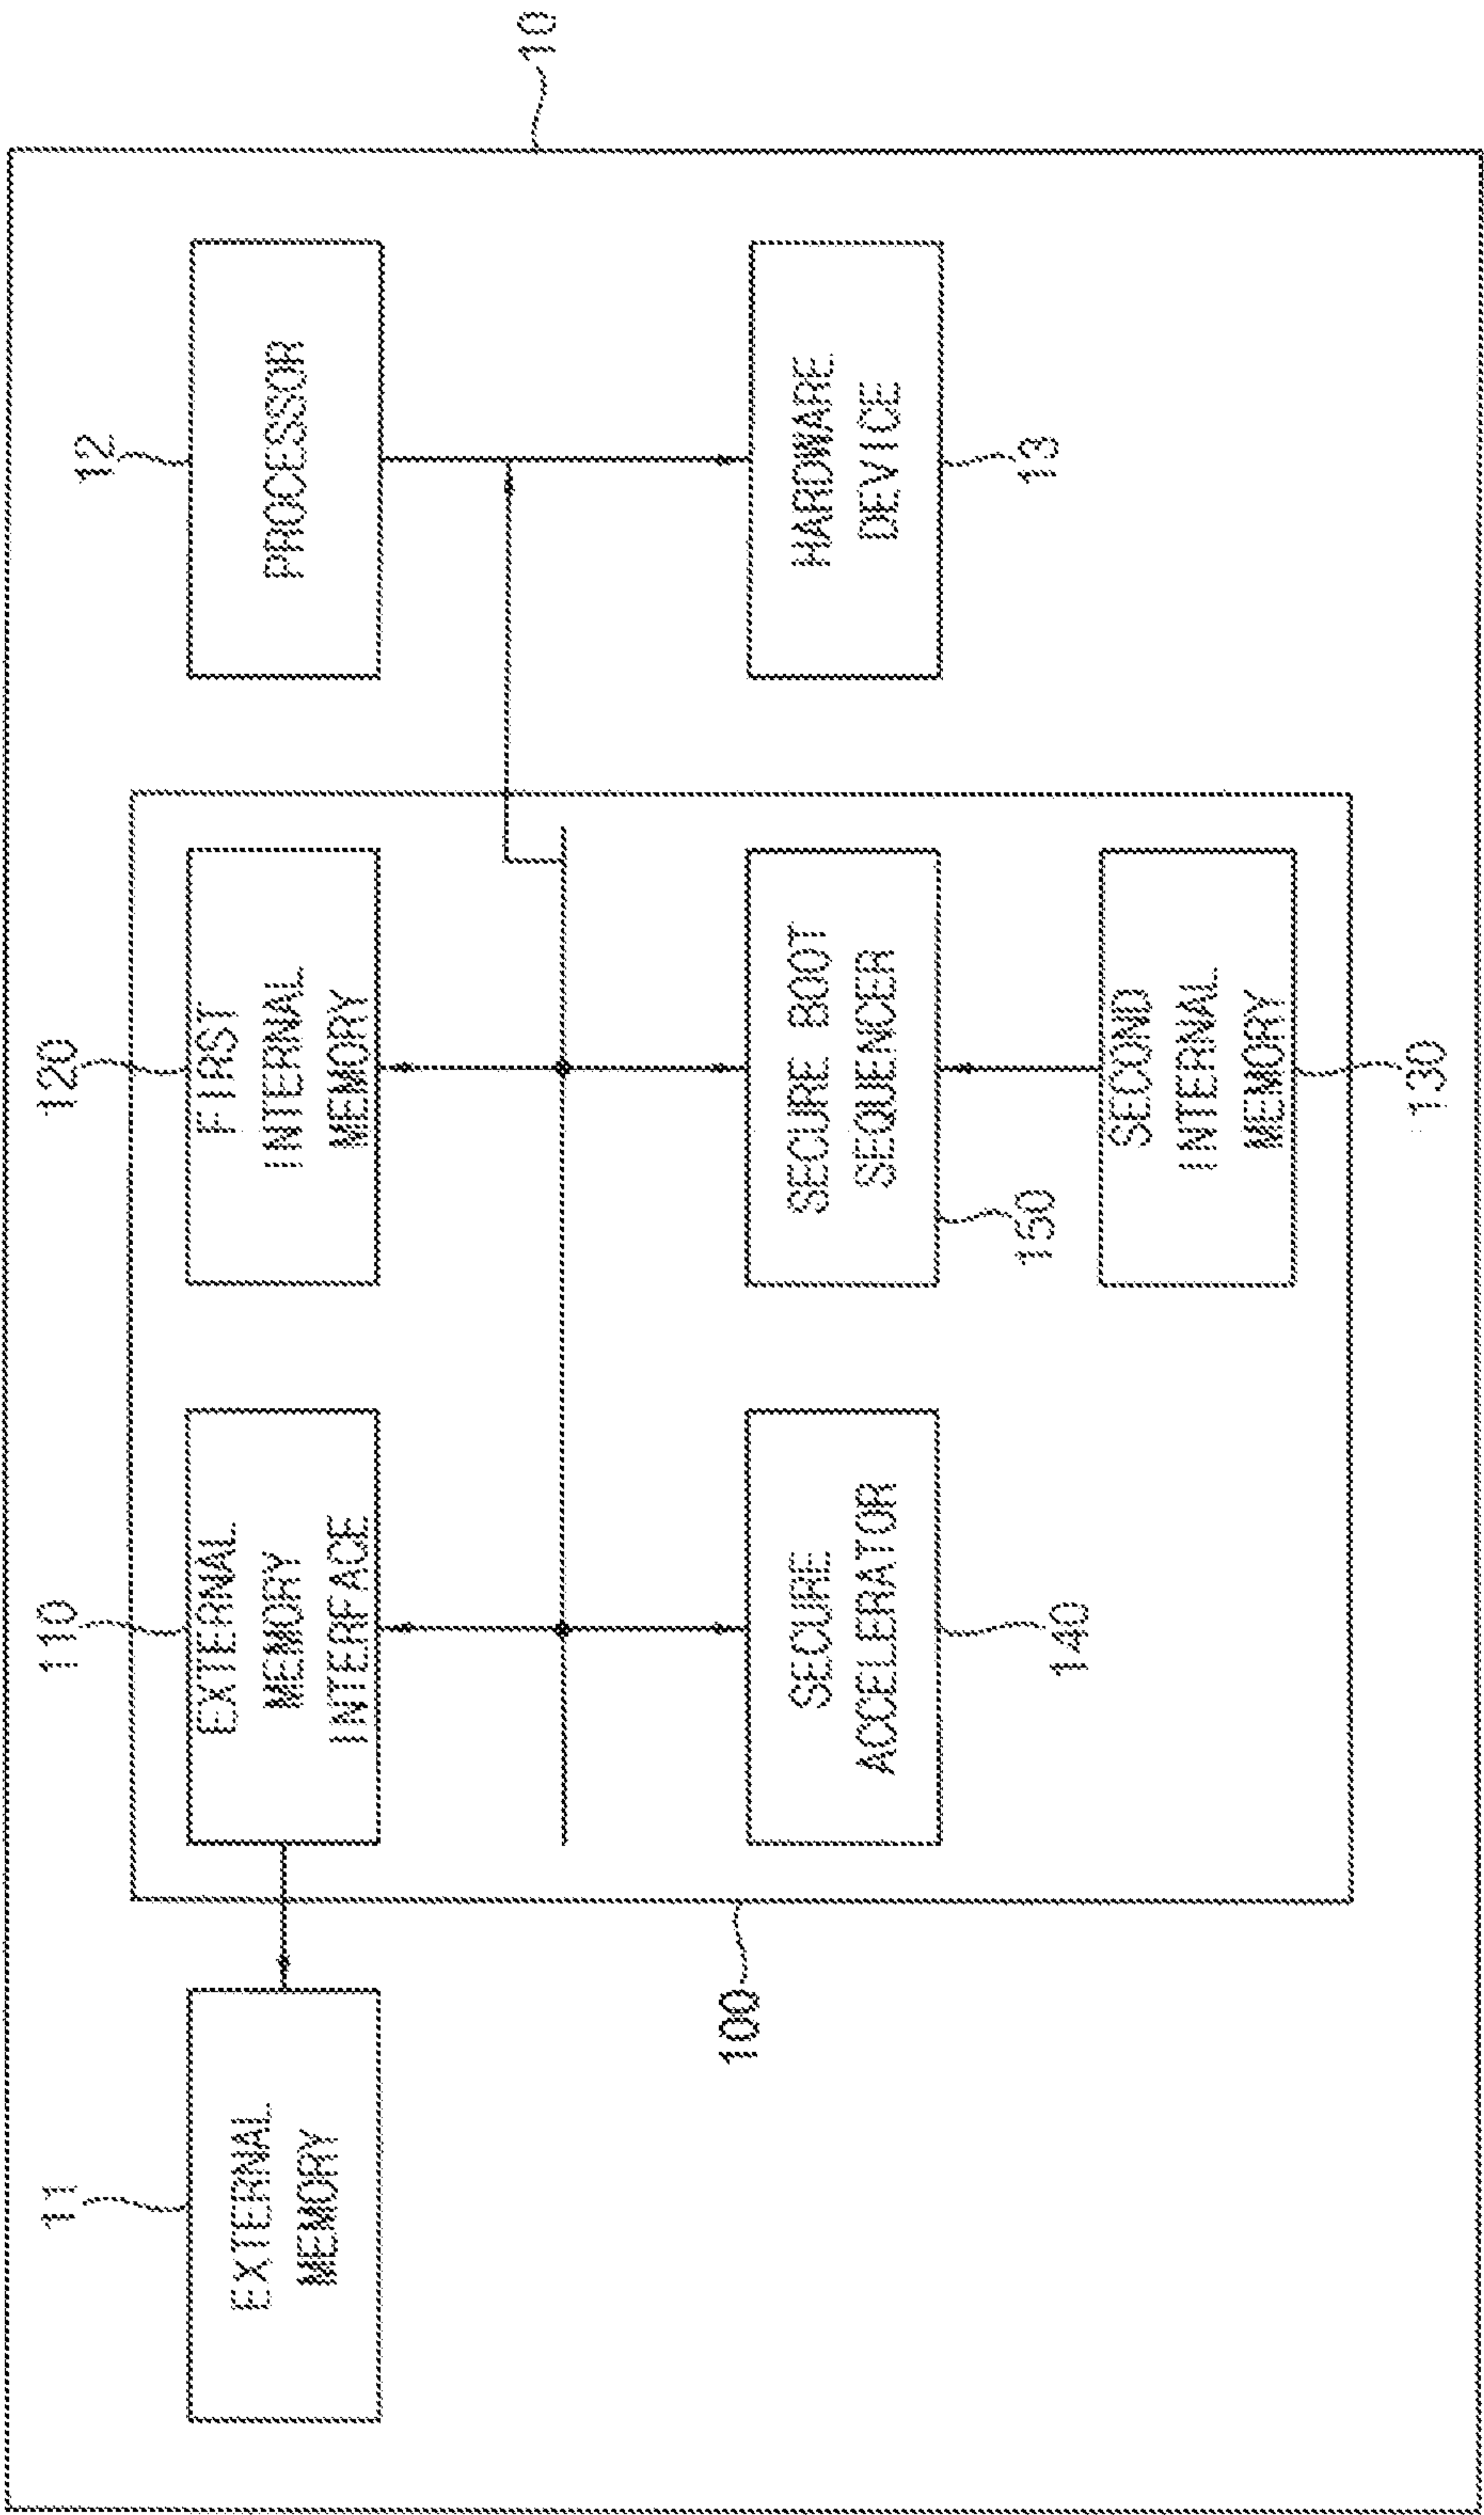 10
11
EXTERNAL
MEMORY
100
110
EXTERNAL
MEMORY
INTERFACE
120
FIRST
INTERNAL
MEMORY
12
PROCESSOR
SECURE
ACCELERATOR
140
SECURE BOOT
SEQUENCER
150
HARDWARE
DEVICE
13
SECOND
INTERNAL
MEMORY
130